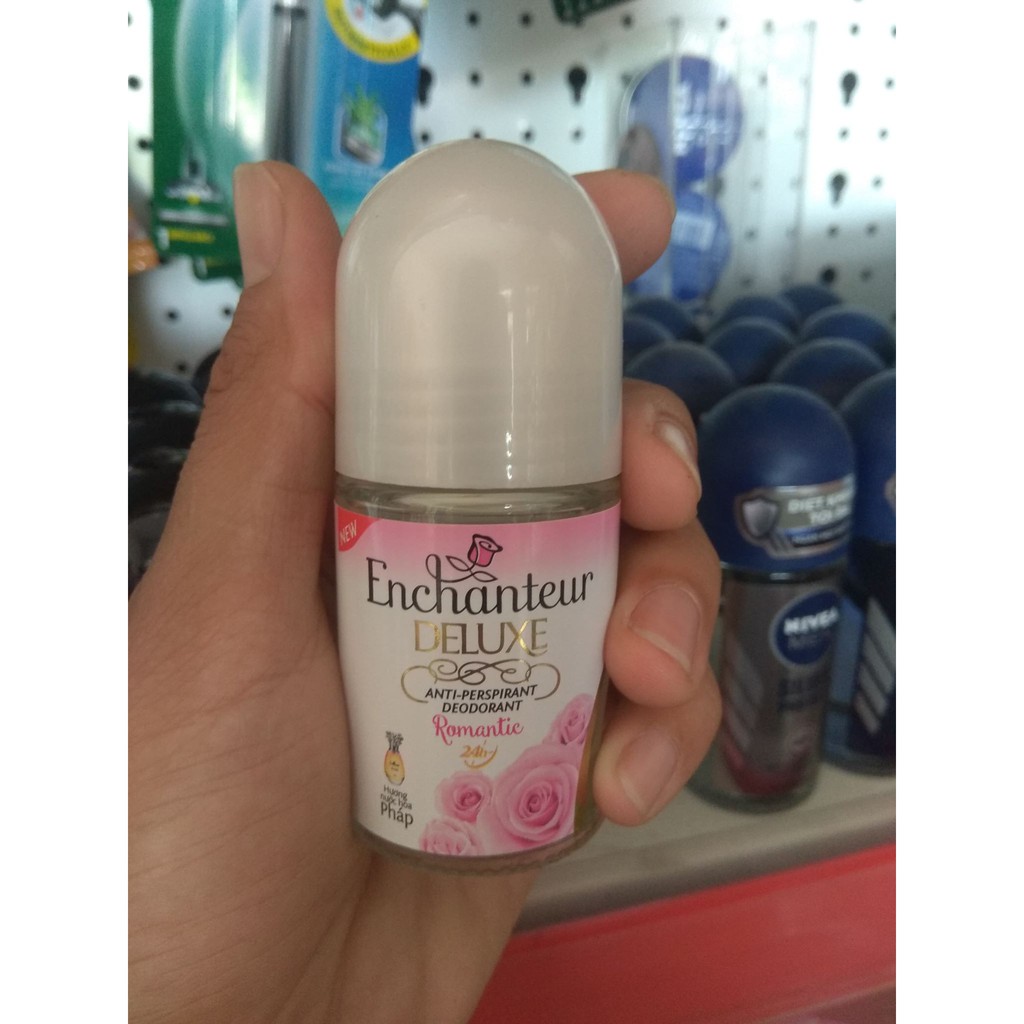 NEW
Enchanteur
DELUXE
ANTI-PERSPIRANT
DEODORANT
Romantic
24h
Hương
nước hoa
Pháp
NIVEA